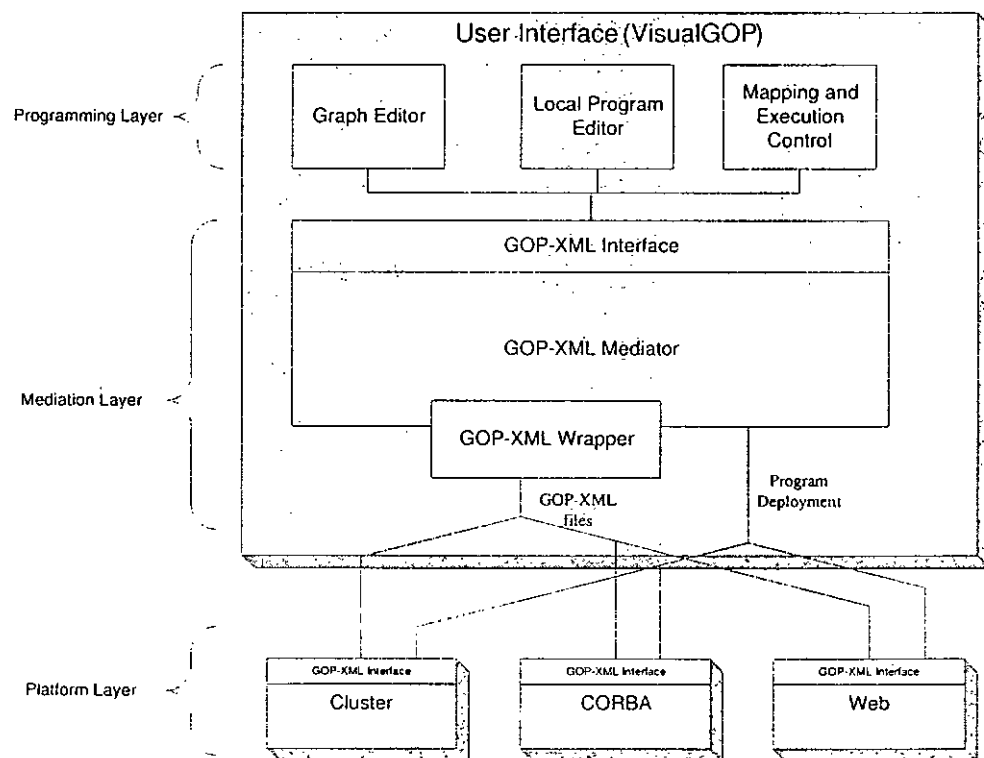 User Interface (VisualGOP)
Programming Layer
Graph Editor
Local Program
Editor
Mapping and
Execution
Control
GOP-XML Interface
GOP-XML Mediator
Mediation Layer
GOP-XML Wrapper
GOP-XML
files
Program
Deployment
Platform Layer
GOP-XML Interface
Cluster
GOP-XML Interface
CORBA
GOP-XML Interface
Web